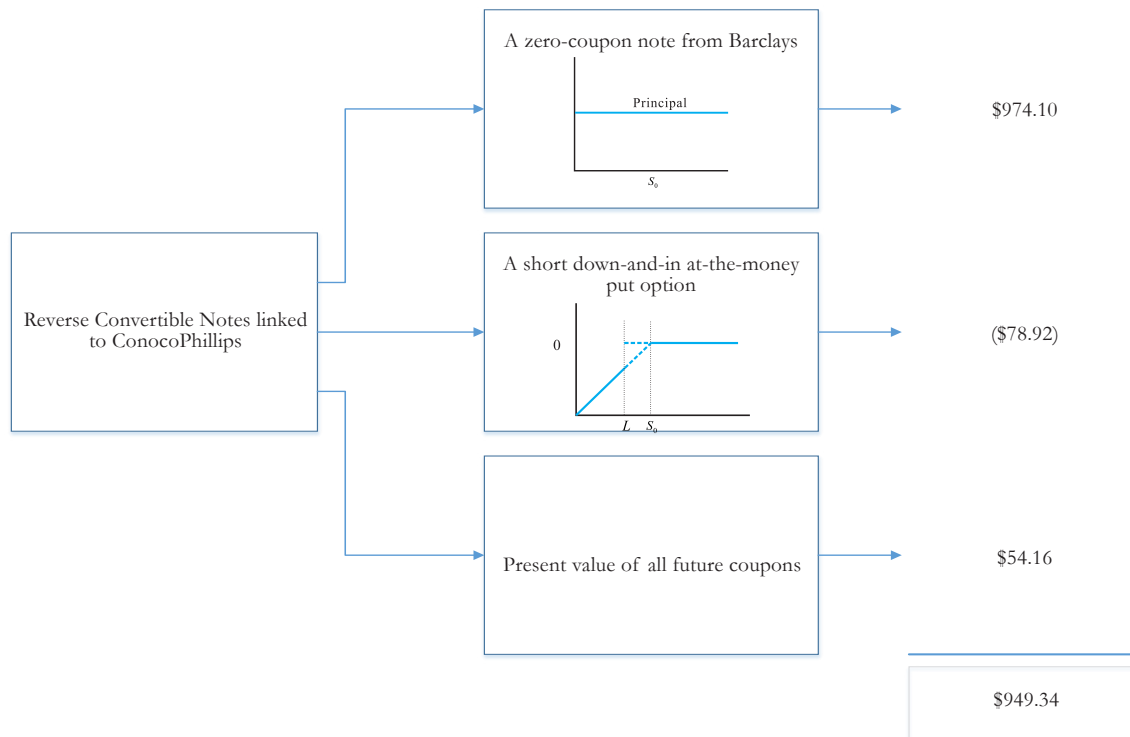 A zero-coupon note from Barclays
Principal
S₀
$974.10
Reverse Convertible Notes linked
to ConocoPhillips
A short down-and-in at-the-money
put option
0
L S₀
($78.92)
Present value of all future coupons
$54.16
$949.34